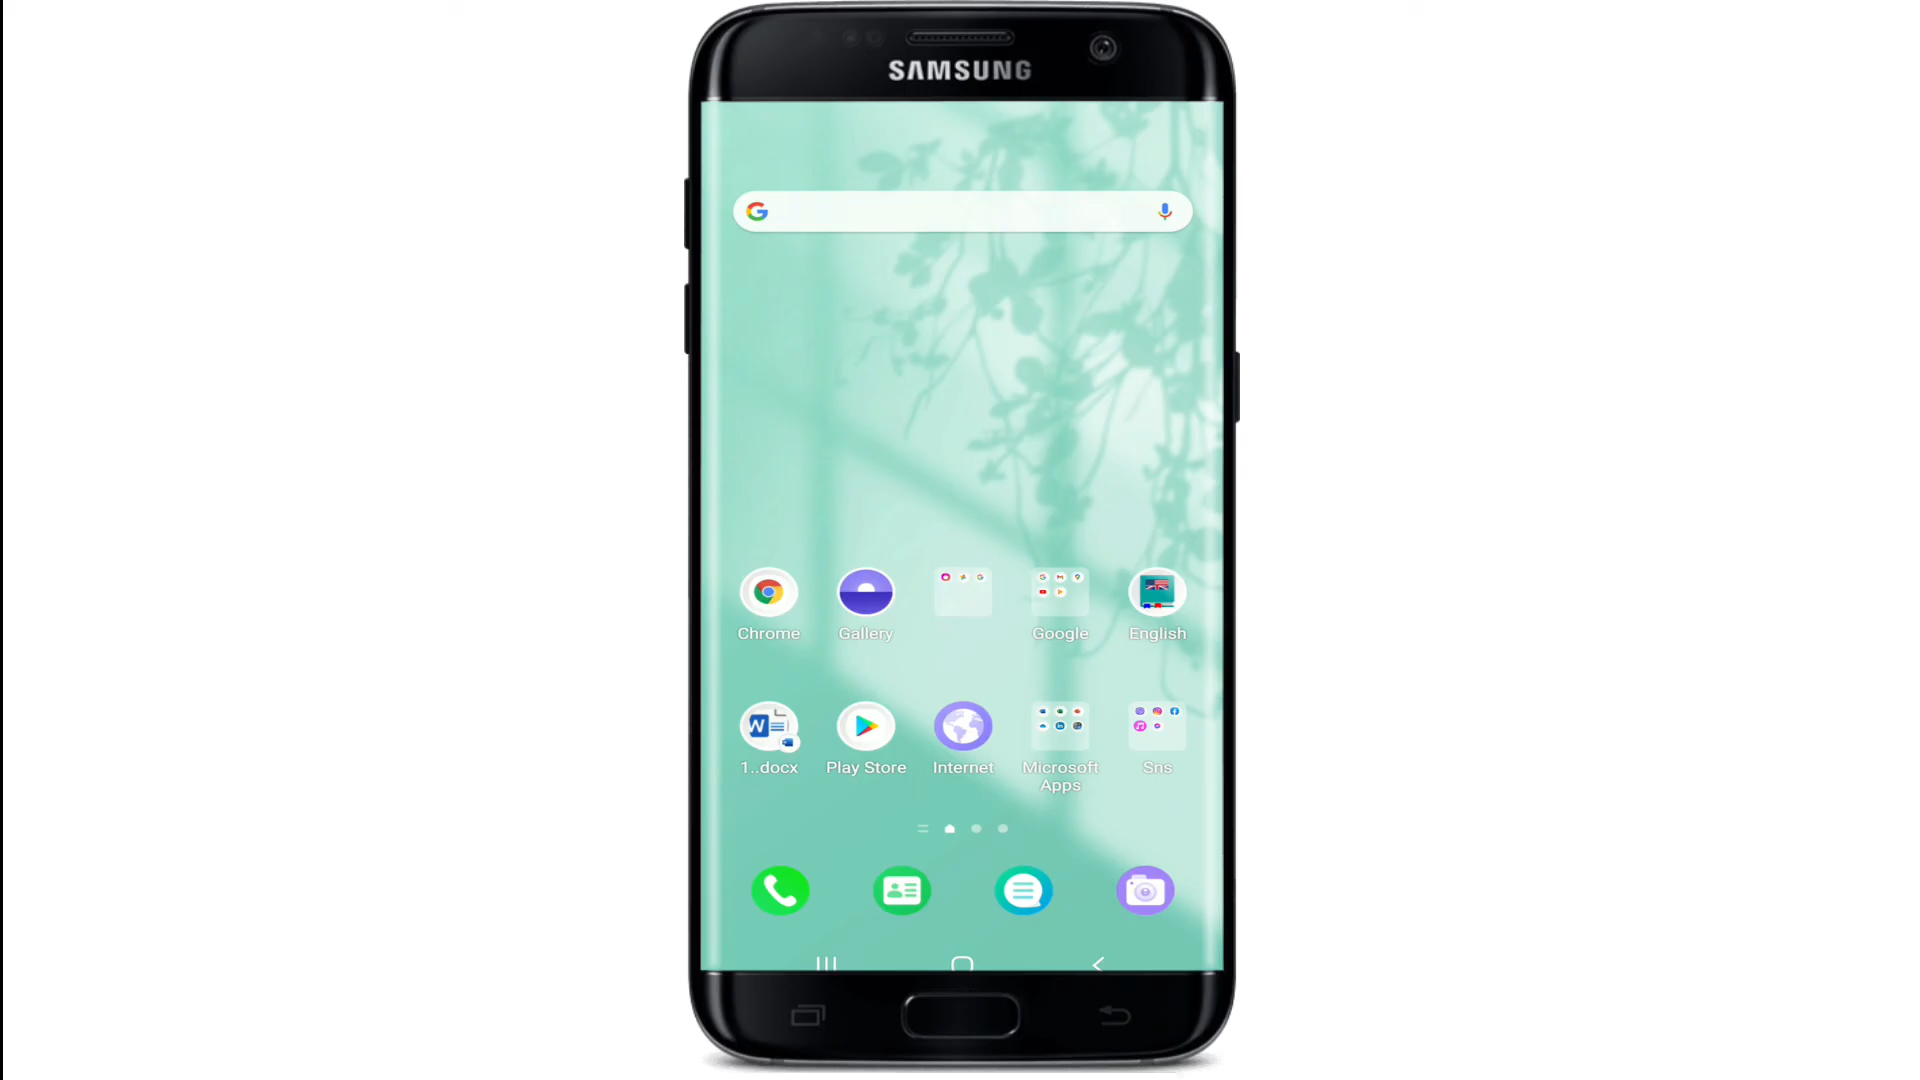 SAMSUNG
Chrome
Gallery
Google
English
1..docx
Play Store
Internet
Microsoft
Apps
Sns